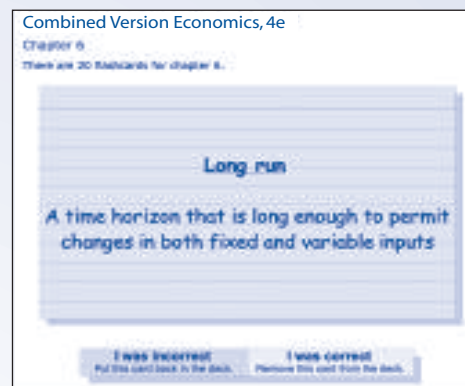 Combined Version Economics, 4e
Chapter 6
There are 20 flashcards for chapter 6.
Long run
A time horizon that is long enough to permit
changes in both fixed and variable inputs
I was incorrect
Put this card back in the deck.
I was correct
Remove this card from the deck.